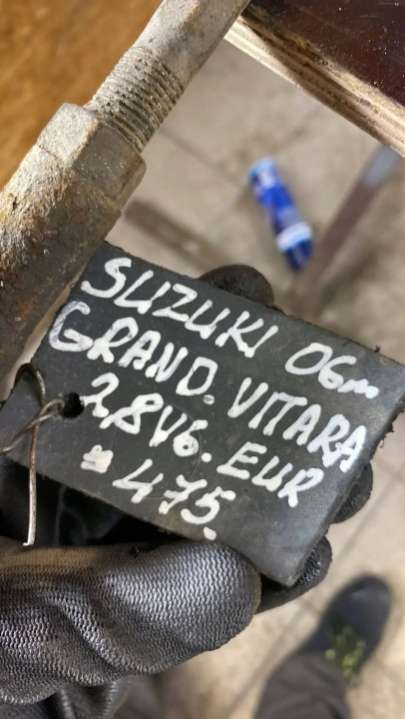 SUZUKI 06m
GRAND. VITARA
2,8V6. EUR
=475.